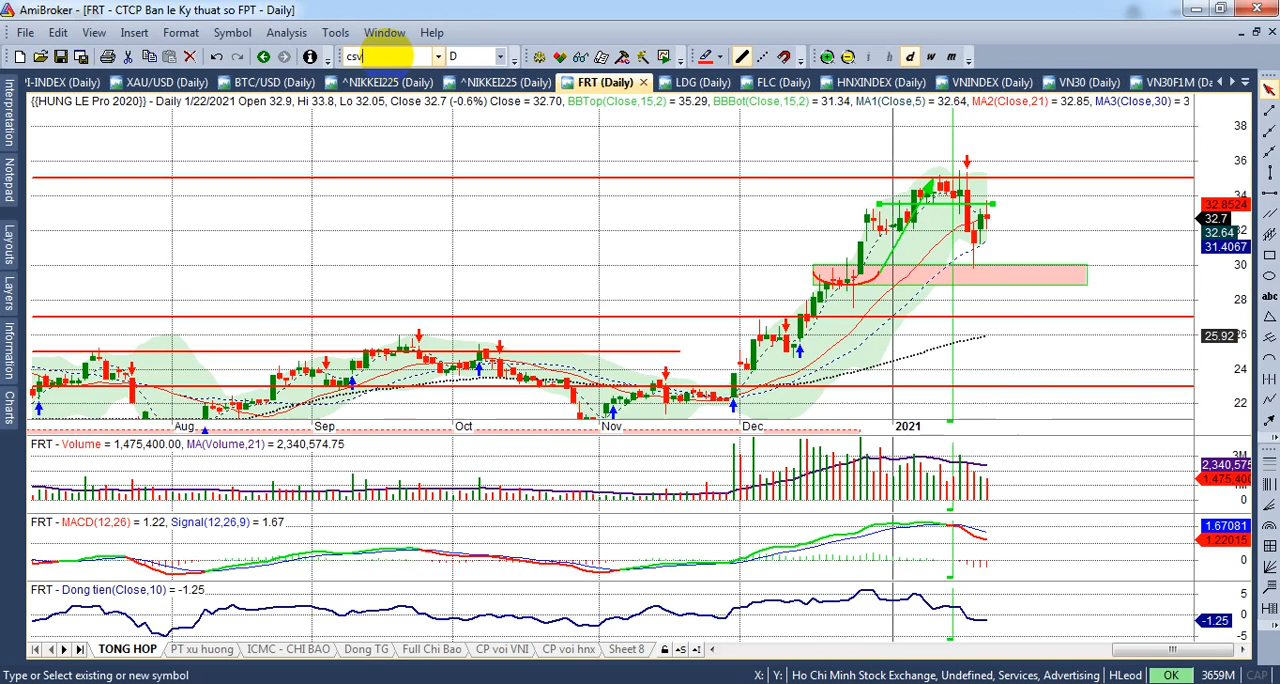 AmiBroker - [FRT - CTCP Ban le Ky thuat so FPT - Daily]
File Edit View Insert Format Symbol Analysis Tools Window Help
csv D i h d w m
I-INDEX (Daily) XAU/USD (Daily) BTC/USD (Daily) ^NIKKEI225 (Daily) ^NIKKEI225 (Daily) FRT (Daily) LDG (Daily) FLC (Daily) HNXINDEX (Daily) VNINDEX (Daily) VN30 (Daily) VN30F1M (Da
{{HUNG LE Pro 2020}} - Daily 1/22/2021 Open 32.9, Hi 33.8, Lo 32.05, Close 32.7 (-0.6%) Close = 32.70, BBTop(Close,15,2) = 35.29, BBBot(Close,15,2) = 31.34, MA1(Close,5) = 32.64, MA2(Close,21) = 32.85, MA3(Close,30) = 3
Interpretation
Notepad
Layouts
Layers
Information
Charts
38
36
34
32.8524
32.7
32.64
32
31.4067
30
28
25.92
26
24
22
abc
Aug Sep Oct Nov Dec 2021
FRT - Volume = 1,475,400.00, MA(Volume,21) = 2,340,574.75
3M
2,340,575
1,475,400
0
FRT - MACD(12,26) = 1.22, Signal(12,26,9) = 1.67
1.67081
1.22015
0
FRT - Dong tien(Close,10) = -1.25
5
0
-1.25
-5
TONG HOP PT xu huong ICMC - CHI BAO Dong TG Full Chi Bao CP voi VNI CP voi hnx Sheet 8
Type or Select existing or new symbol X: Y: Ho Chi Minh Stock Exchange, Undefined, Services, Advertising HLeod OK 3659M CAP